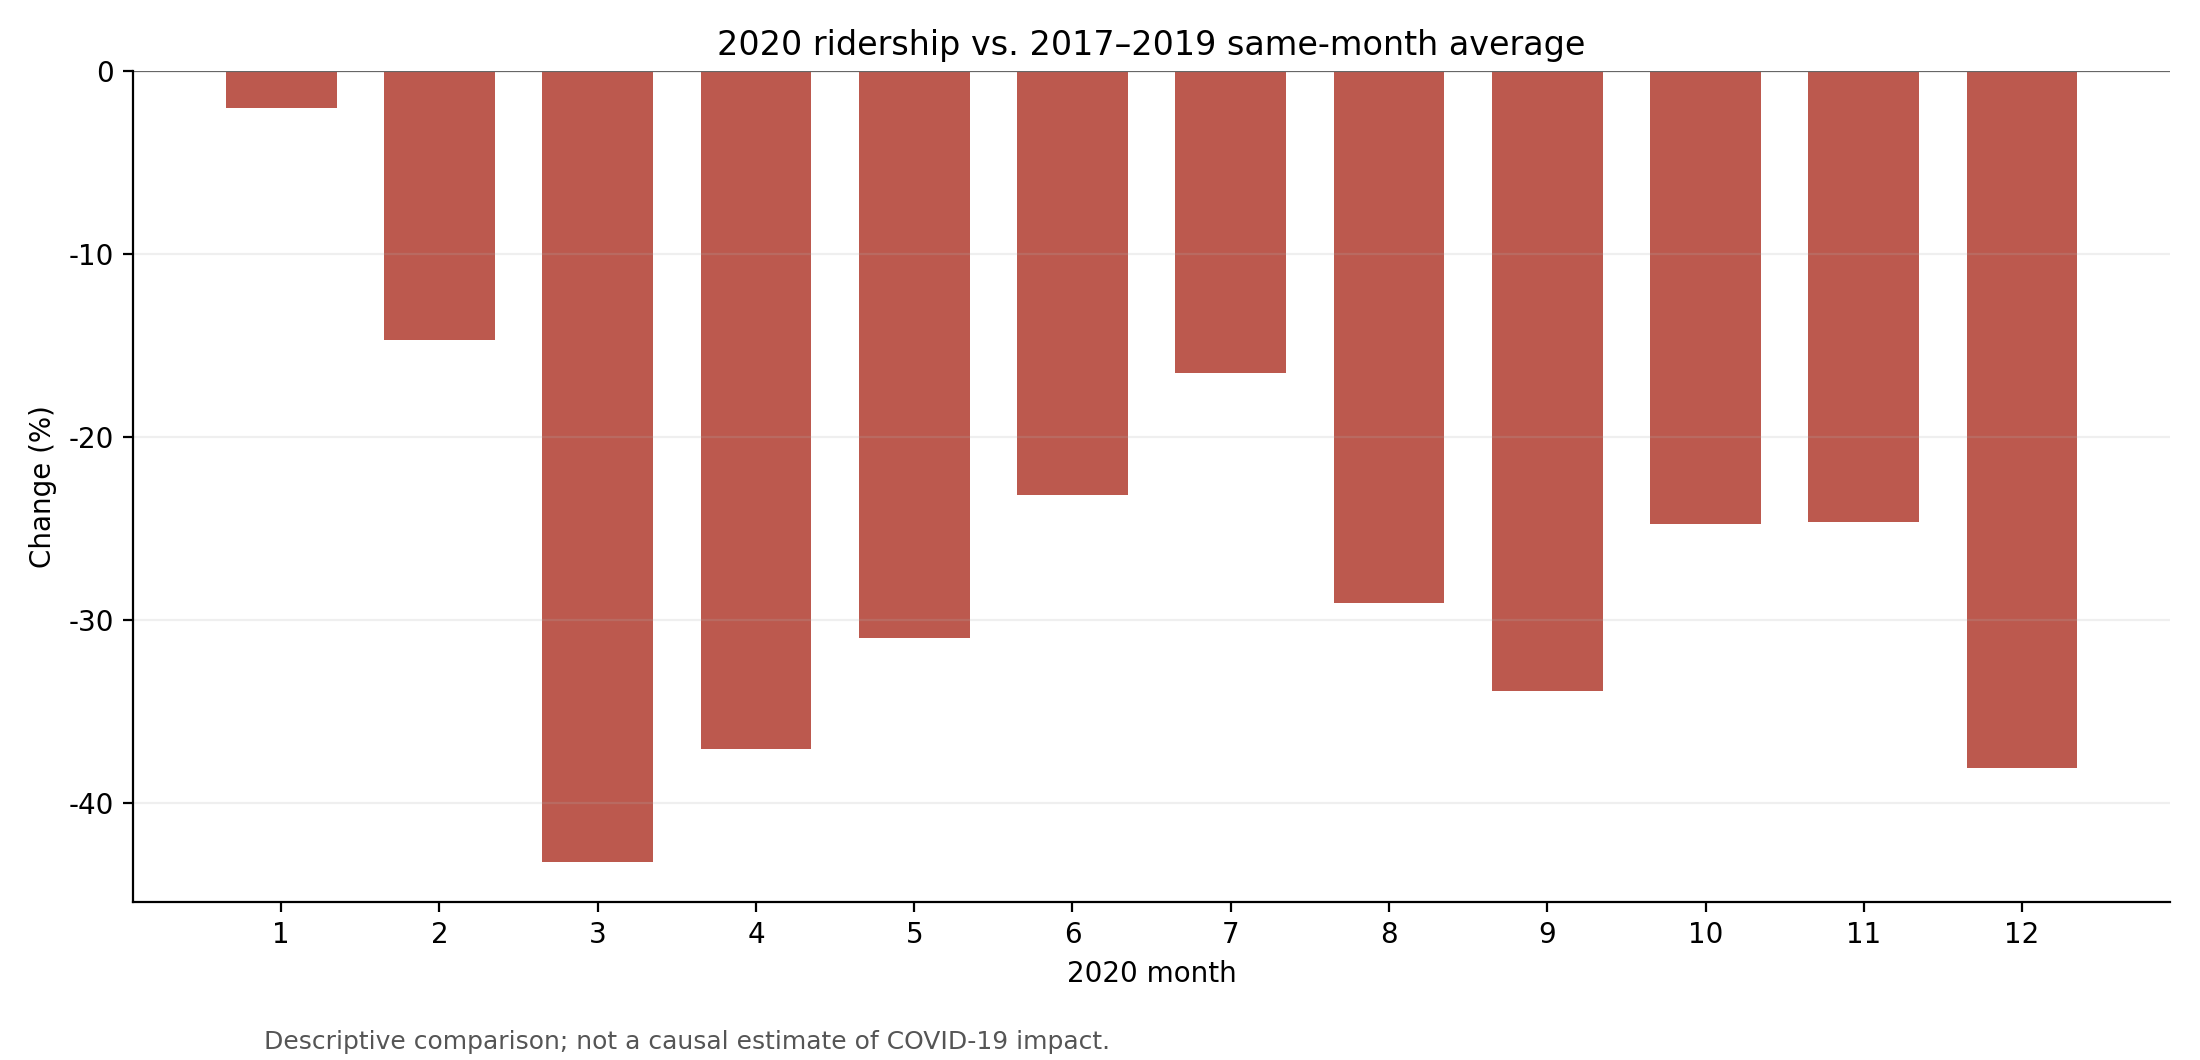 2020 ridership vs. 2017–2019 same-month average
0
-10
-20
-30
-40
Change (%)
1 2 3 4 5 6 7 8 9 10 11 12
2020 month
Descriptive comparison; not a causal estimate of COVID-19 impact.